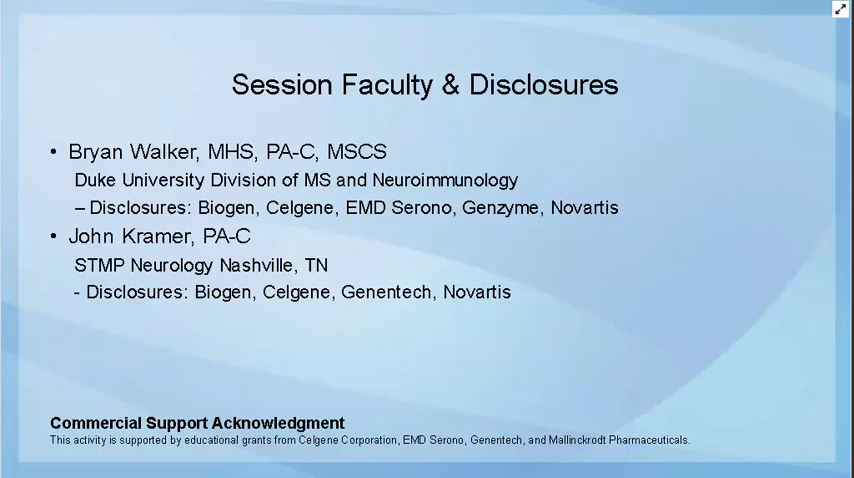 Session Faculty & Disclosures
• Bryan Walker, MHS, PA-C, MSCS
Duke University Division of MS and Neuroimmunology
– Disclosures: Biogen, Celgene, EMD Serono, Genzyme, Novartis
• John Kramer, PA-C
STMP Neurology Nashville, TN
- Disclosures: Biogen, Celgene, Genentech, Novartis
Commercial Support Acknowledgment
This activity is supported by educational grants from Celgene Corporation, EMD Serono, Genentech, and Mallinckrodt Pharmaceuticals.